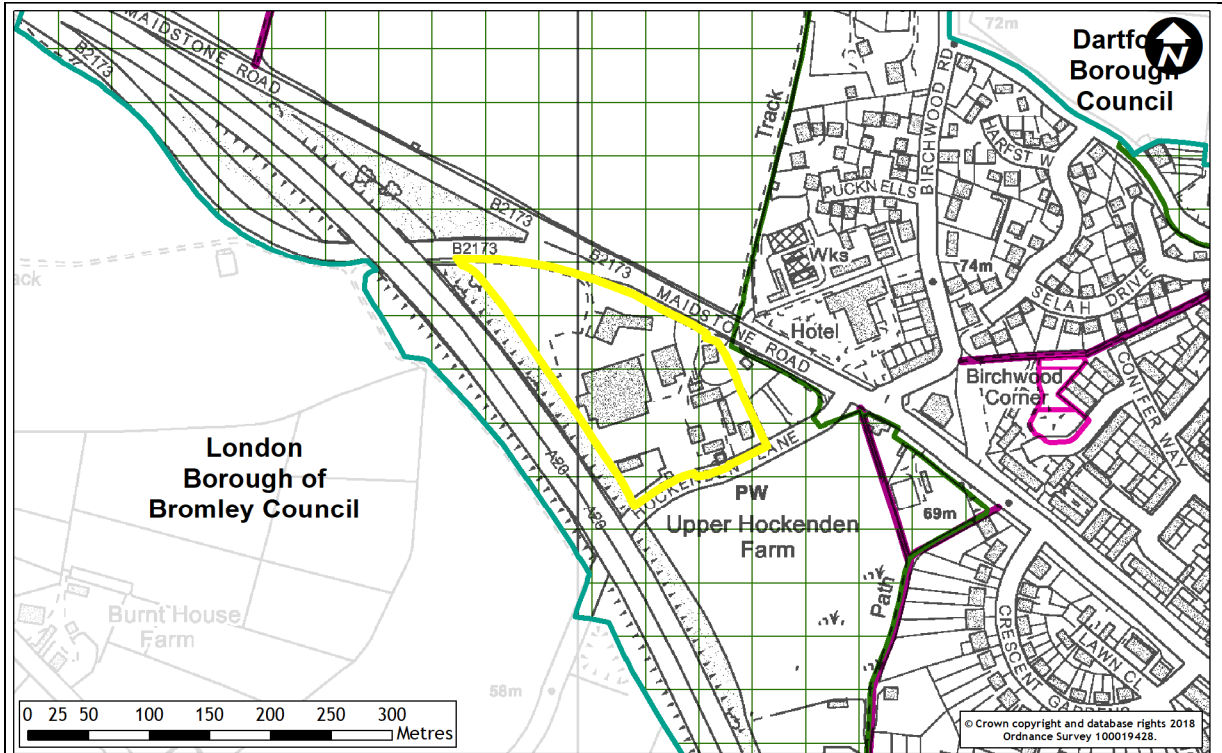 MAIDSTONE ROAD
B2173
72m
N
Borough
Council
BIRCHWOOD RD
Track
PUCKNELLS
B2173
B2173
B2173
Wks
74m
SELAH DRIVE
MAIDSTONE ROAD
Hotel
Birchwood
Corner
CONIFER WAY
London
Borough of
Bromley Council
A20
A20
LANE
PW
Upper Hockenden
Farm
69m
Path
Burnt House
Farm
58m
CRESCENT GARDENS
LAWN CL
0 25 50 100 150 200 250 300
Metres
© Crown copyright and database rights 2018
Ordnance Survey 100019428.